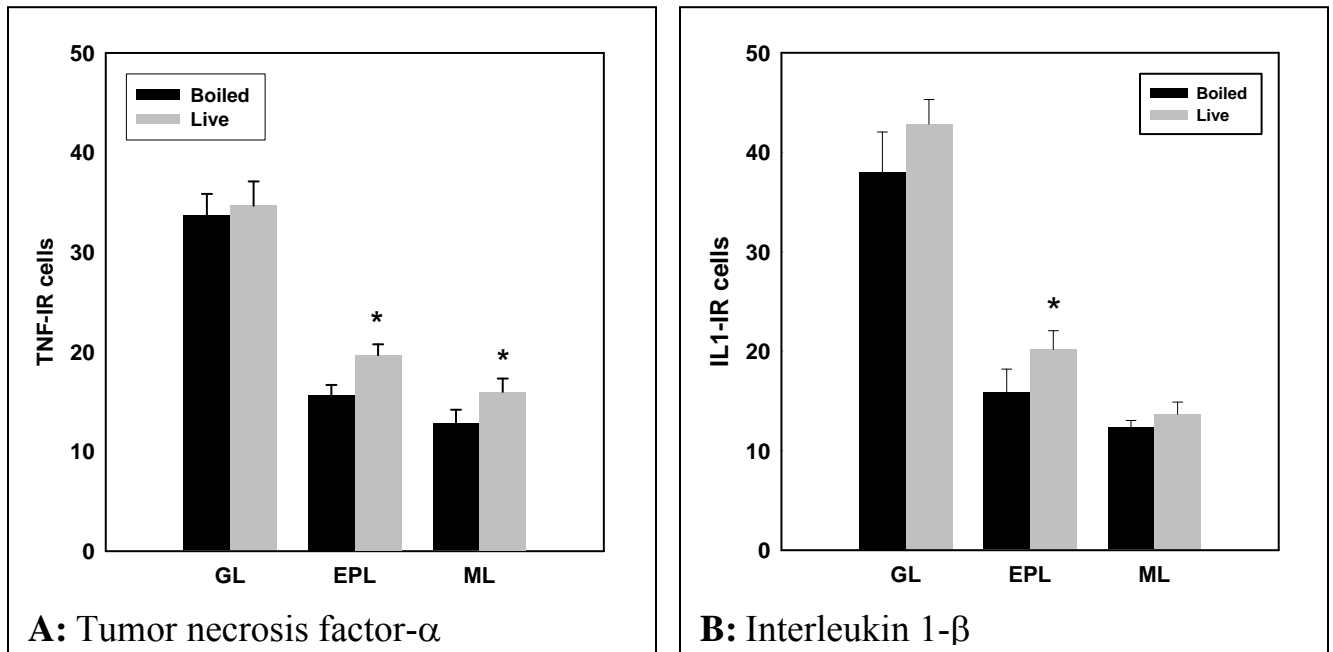 50
40
30
20
10
0
TNF-IR cells
Boiled
Live
*
*
GL
EPL
ML
A: Tumor necrosis factor-α
50
40
30
20
10
0
IL1-IR cells
Boiled
Live
*
GL
EPL
ML
B: Interleukin 1-β